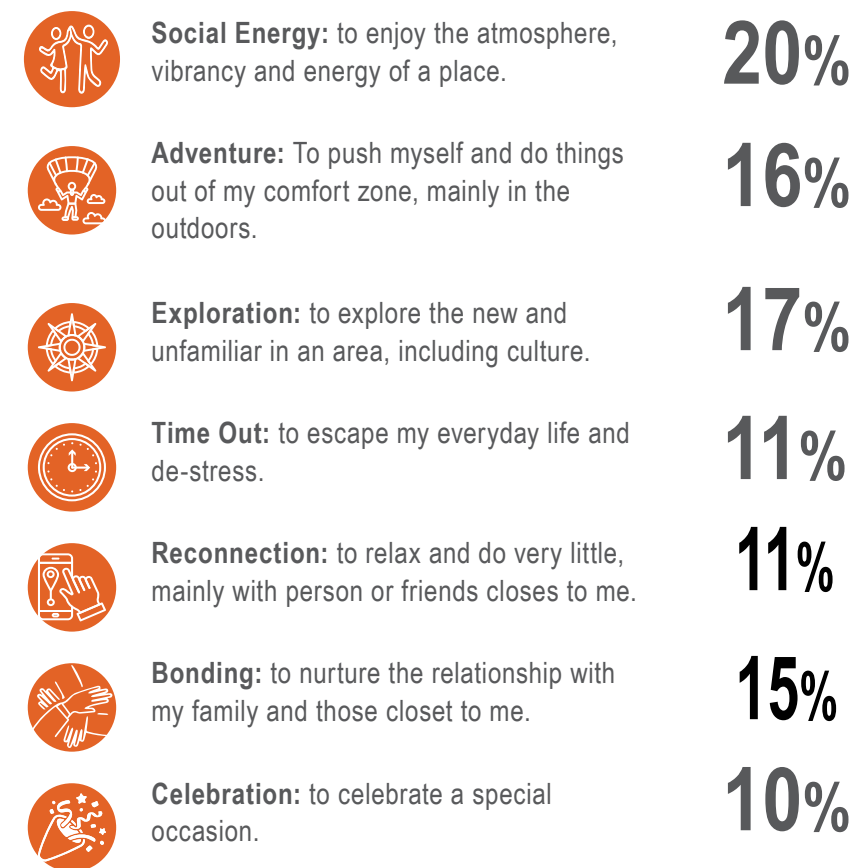 Social Energy: to enjoy the atmosphere,
vibrancy and energy of a place.
20%
Adventure: To push myself and do things
out of my comfort zone, mainly in the
outdoors.
16%
Exploration: to explore the new and
unfamiliar in an area, including culture.
17%
Time Out: to escape my everyday life and
de-stress.
11%
Reconnection: to relax and do very little,
mainly with person or friends closes to me.
11%
Bonding: to nurture the relationship with
my family and those closet to me.
15%
Celebration: to celebrate a special
occasion.
10%